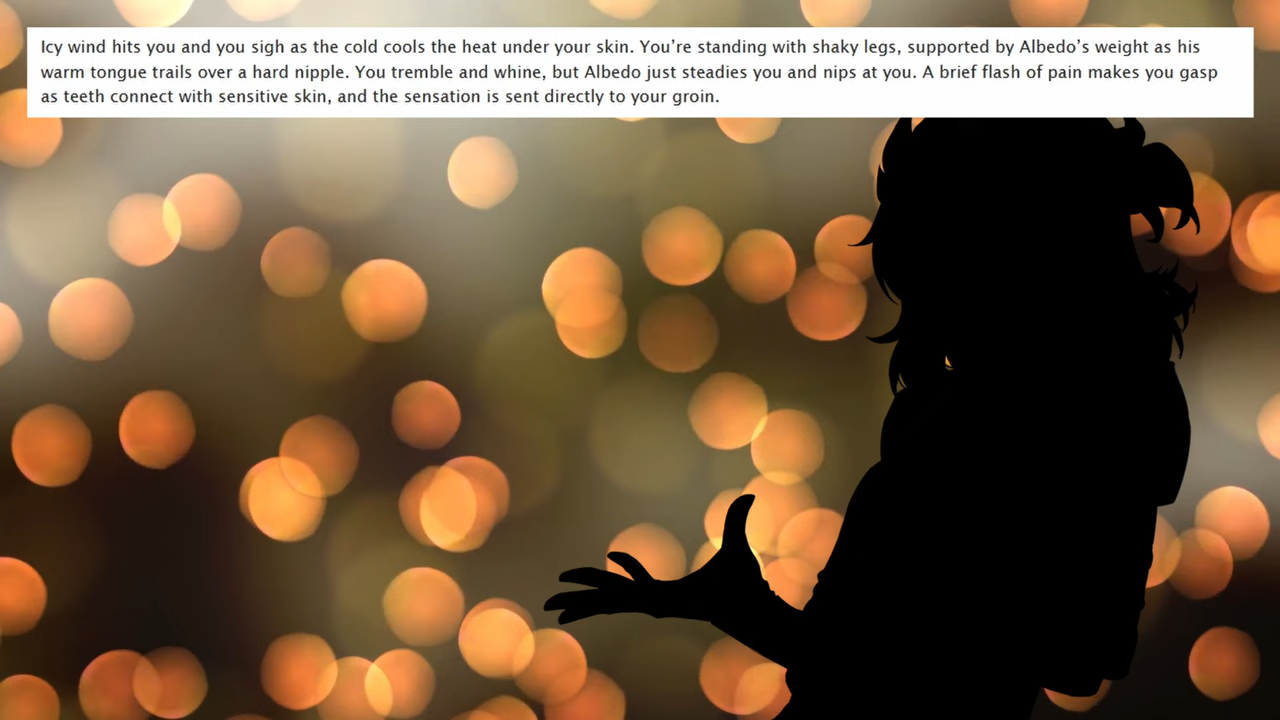 Icy wind hits you and you sigh as the cold cools the heat under your skin. You’re standing with shaky legs, supported by Albedo’s weight as his
warm tongue trails over a hard nipple. You tremble and whine, but Albedo just steadies you and nips at you. A brief flash of pain makes you gasp
as teeth connect with sensitive skin, and the sensation is sent directly to your groin.